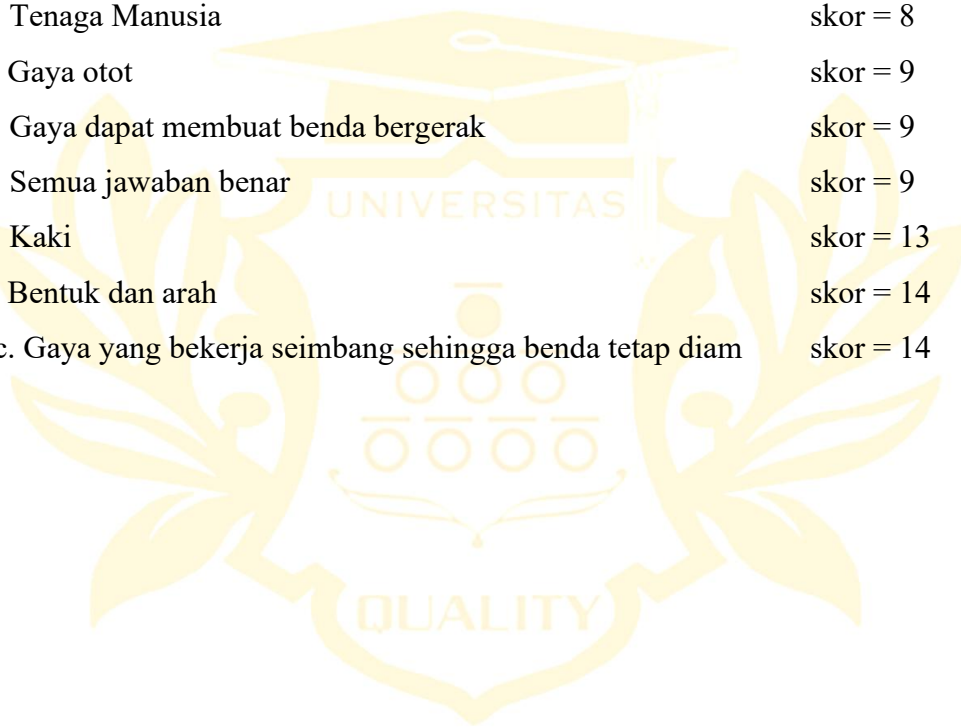 Tenaga Manusia skor = 8
Gaya otot skor = 9
Gaya dapat membuat benda bergerak skor = 9
Semua jawaban benar skor = 9
UNIVERSITAS
Kaki skor = 13
Bentuk dan arah skor = 14
c. Gaya yang bekerja seimbang sehingga benda tetap diam skor = 14
QUALITY